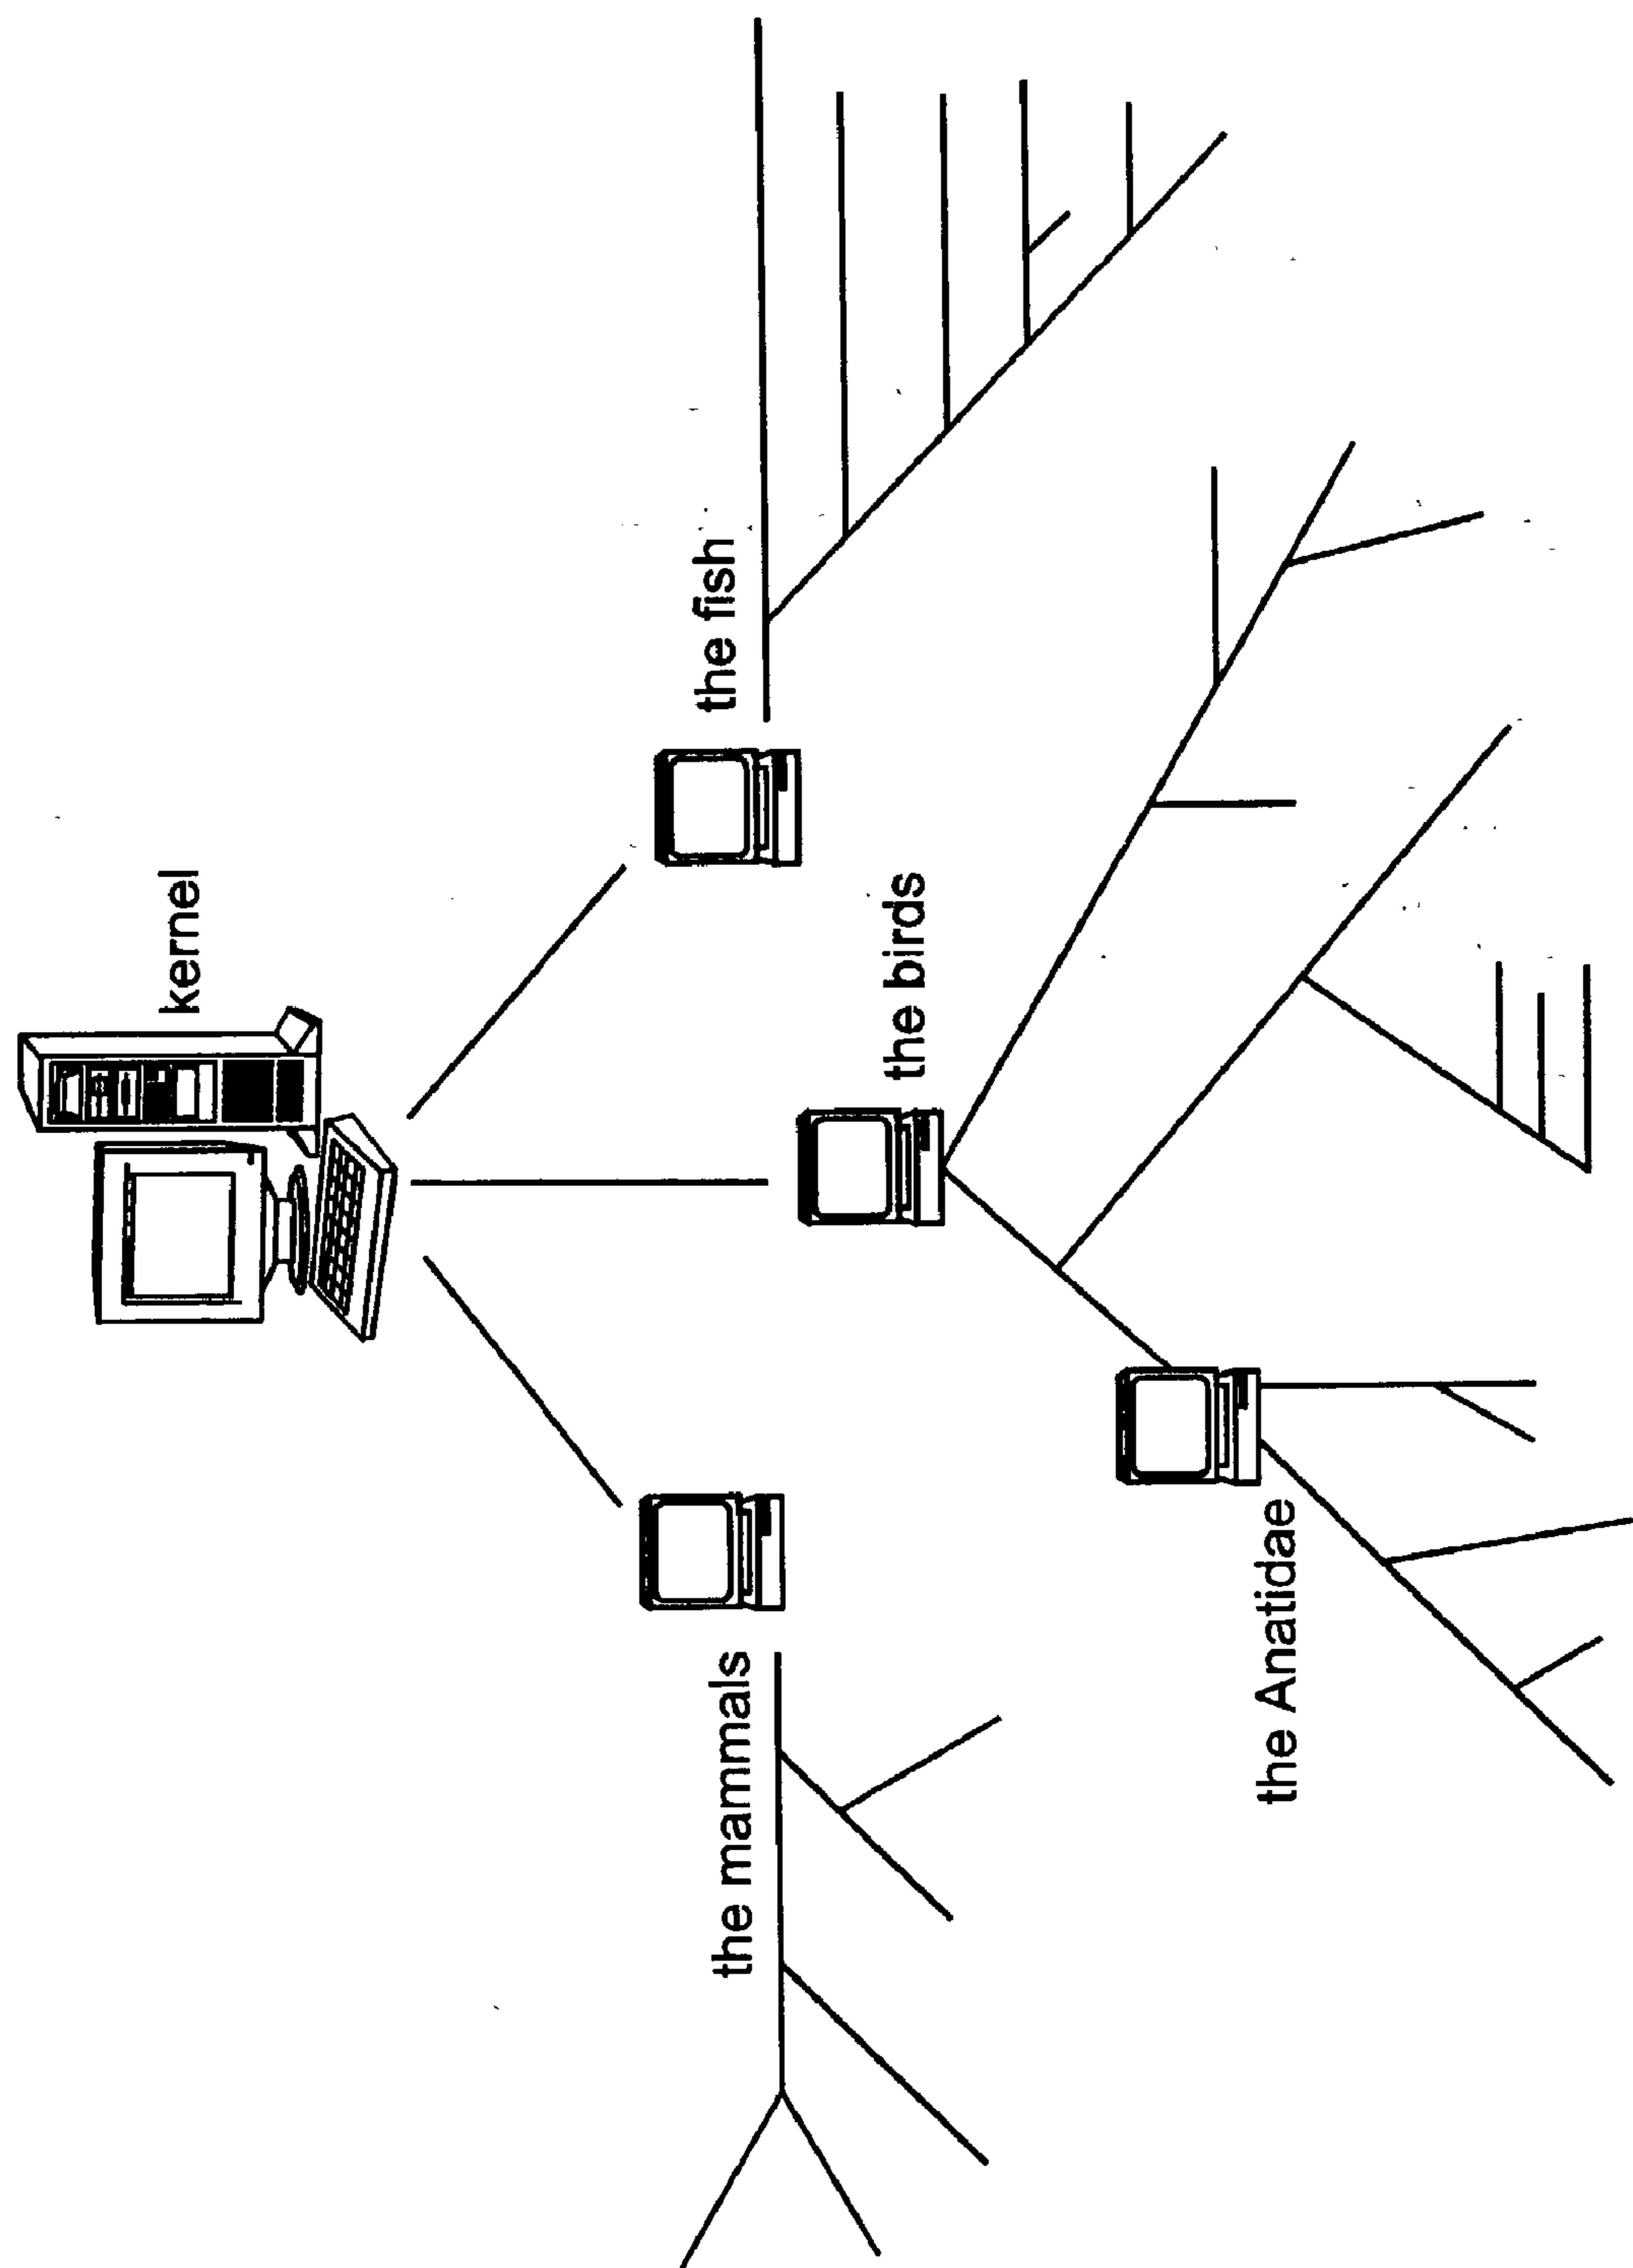 kernel
the fish
the birds
the mammals
the Anatidae